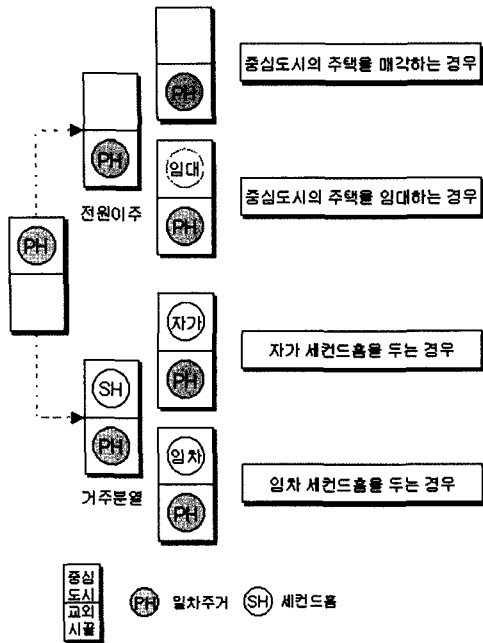 PH
중심도시의 주택을 매각하는 경우
PH
전원이주
임대
PH
중심도시의 주택을 임대하는 경우
PH
자가
PH
자가 세컨드홈을 두는 경우
SH
PH
거주분열
임차
PH
임차 세컨드홈을 두는 경우
중심
도시
교외
시골
PH 일차주거
SH 세컨드홈